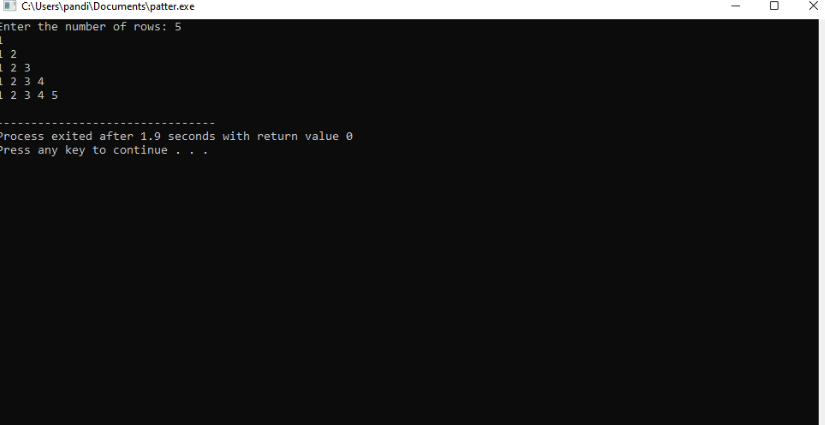 C:\Users\pandi\Documents\patter.exe
Enter the number of rows: 5
1
1 2
1 2 3
1 2 3 4
1 2 3 4 5
--------------------------------
Process exited after 1.9 seconds with return value 0
Press any key to continue . . .